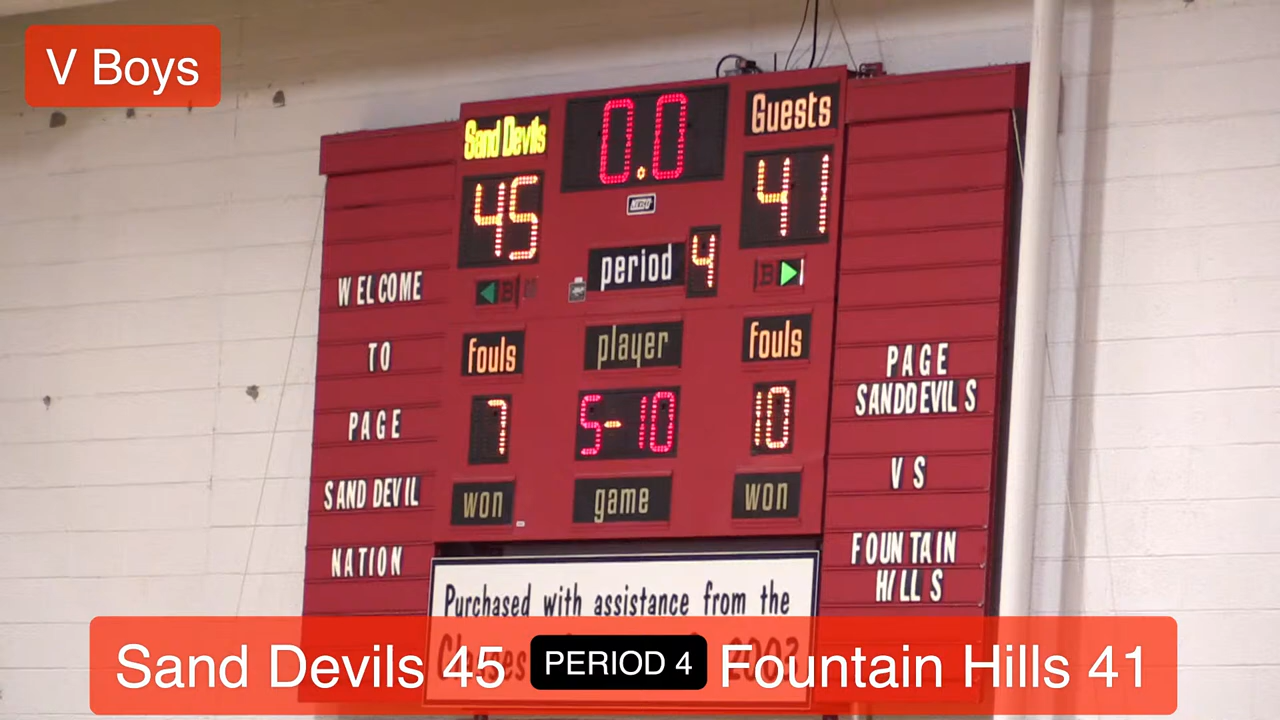 V Boys
Sand Devils
0.0
Guests
45
41
period 4
B
B
WELCOME
TO
PAGE
SAND DEVIL
NATION
fouls
player
fouls
7
5-10
10
won
game
won
PAGE
SANDDEVILS
VS
FOUNTAIN
HILLS
Purchased with assistance from the
Sand Devils 45 PERIOD 4 Fountain Hills 41